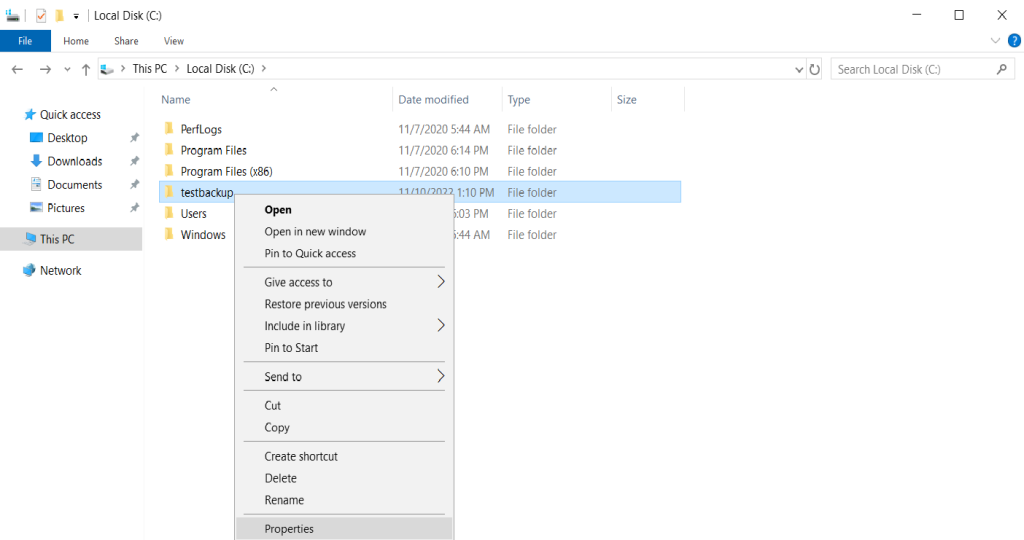 Local Disk (C:)
File Home Share View
This PC Local Disk (C:) Search Local Disk (C:)
Name Date modified Type Size
Quick access
Desktop
Downloads
Documents
Pictures
This PC
Network
PerfLogs 11/7/2020 5:44 AM File folder
Program Files 11/7/2020 6:14 PM File folder
Program Files (x86) 11/7/2020 6:10 PM File folder
testbackup 11/10/2022 1:10 PM File folder
Users 5:03 PM File folder
Windows 5:44 AM File folder
Open
Open in new window
Pin to Quick access
Give access to
Restore previous versions
Include in library
Pin to Start
Send to
Cut
Copy
Create shortcut
Delete
Rename
Properties